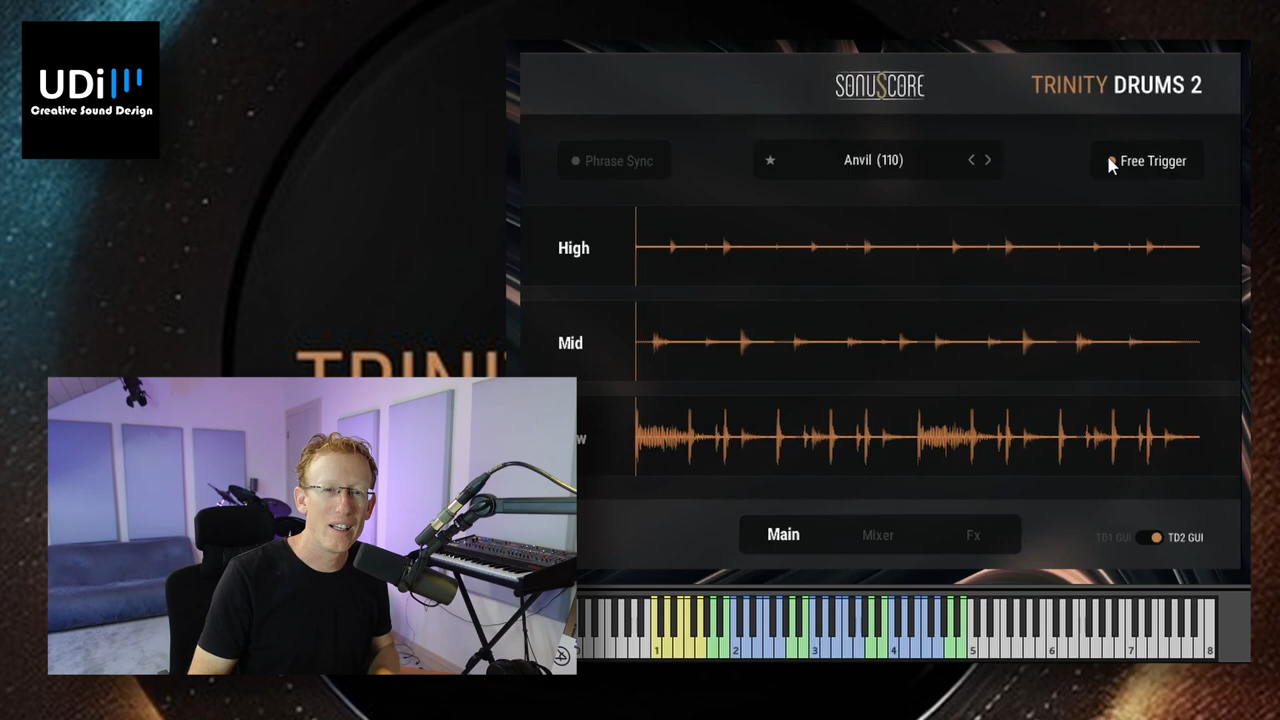 UDi
Creative Sound Design
SONUSCORE
TRINITY DRUMS 2
Phrase Sync
★ Anvil (110) < >
Free Trigger
High
Mid
w
TRINI
Main
Mixer
Fx
TD1 GUI
TD2 GUI
1 2 3 4 5 6 7 8